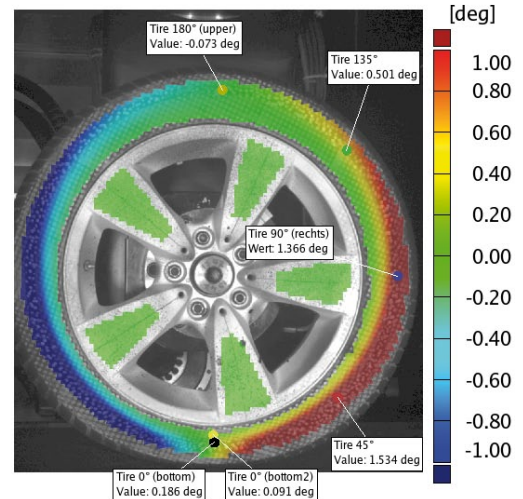 [deg]
Tire 180° (upper)
Value: -0.073 deg
Tire 135°
Value: 0.501 deg
Tire 90° (rechts)
Wert: 1.366 deg
Tire 45°
Value: 1.534 deg
Tire 0° (bottom)
Value: 0.186 deg
Tire 0° (bottom2)
Value: 0.091 deg
1.00
0.80
0.60
0.40
0.20
0.00
-0.20
-0.40
-0.60
-0.80
-1.00